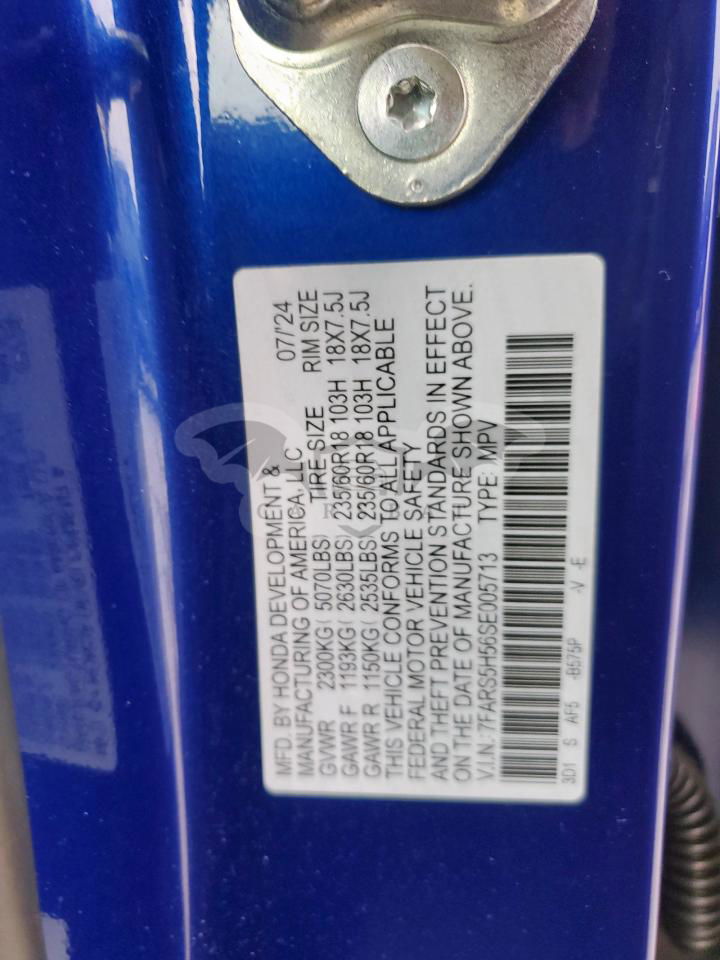 MFD. BY HONDA DEVELOPMENT &
MANUFACTURING OF AMERICA, LLC 07/'24
GVWR 2300KG( 5070LBS) TIRE SIZE RIM SIZE
GAWR F 1193KG( 2630LBS) 235/60R18 103H 18X7.5J
GAWR R 1150KG( 2535LBS) 235/60R18 103H 18X7.5J
THIS VEHICLE CONFORMS TO ALL APPLICABLE
FEDERAL MOTOR VEHICLE SAFETY
AND THEFT PREVENTION STANDARDS IN EFFECT
ON THE DATE OF MANUFACTURE SHOWN ABOVE.
V.I.N.:7FARS5H56SE005713 TYPE: MPV
3D1 S AF5 -B575P -V -E